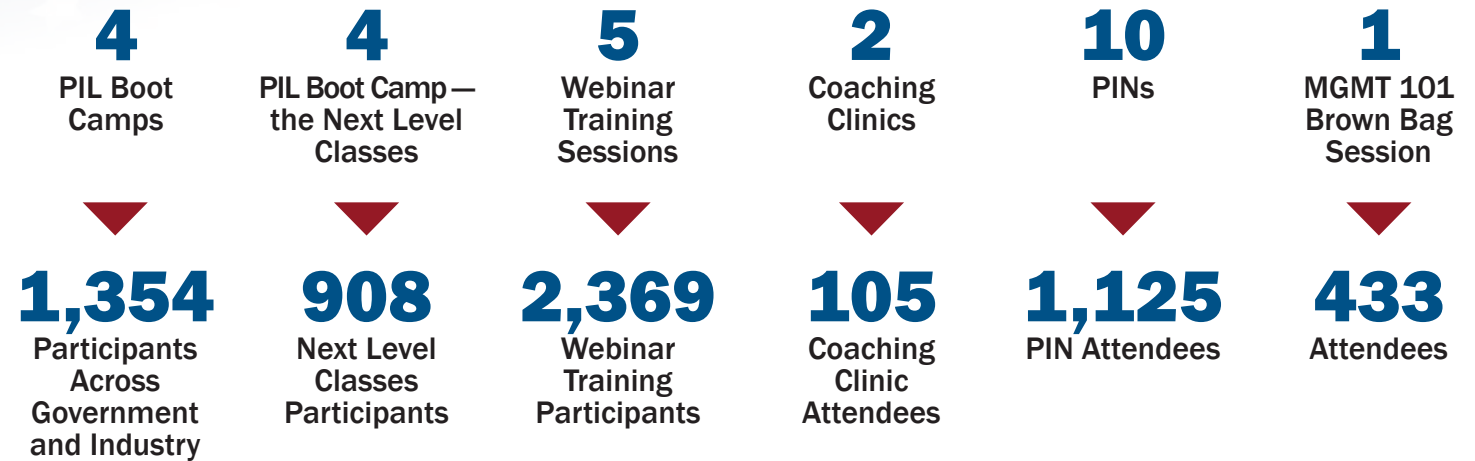 4
PIL Boot
Camps
1,354
Participants
Across
Government
and Industry
4
PIL Boot Camp —
the Next Level
Classes
908
Next Level
Classes
Participants
5
Webinar
Training
Sessions
2,369
Webinar
Training
Participants
2
Coaching
Clinics
105
Coaching
Clinic
Attendees
10
PINs
1,125
PIN Attendees
1
MGMT 101
Brown Bag
Session
433
Attendees